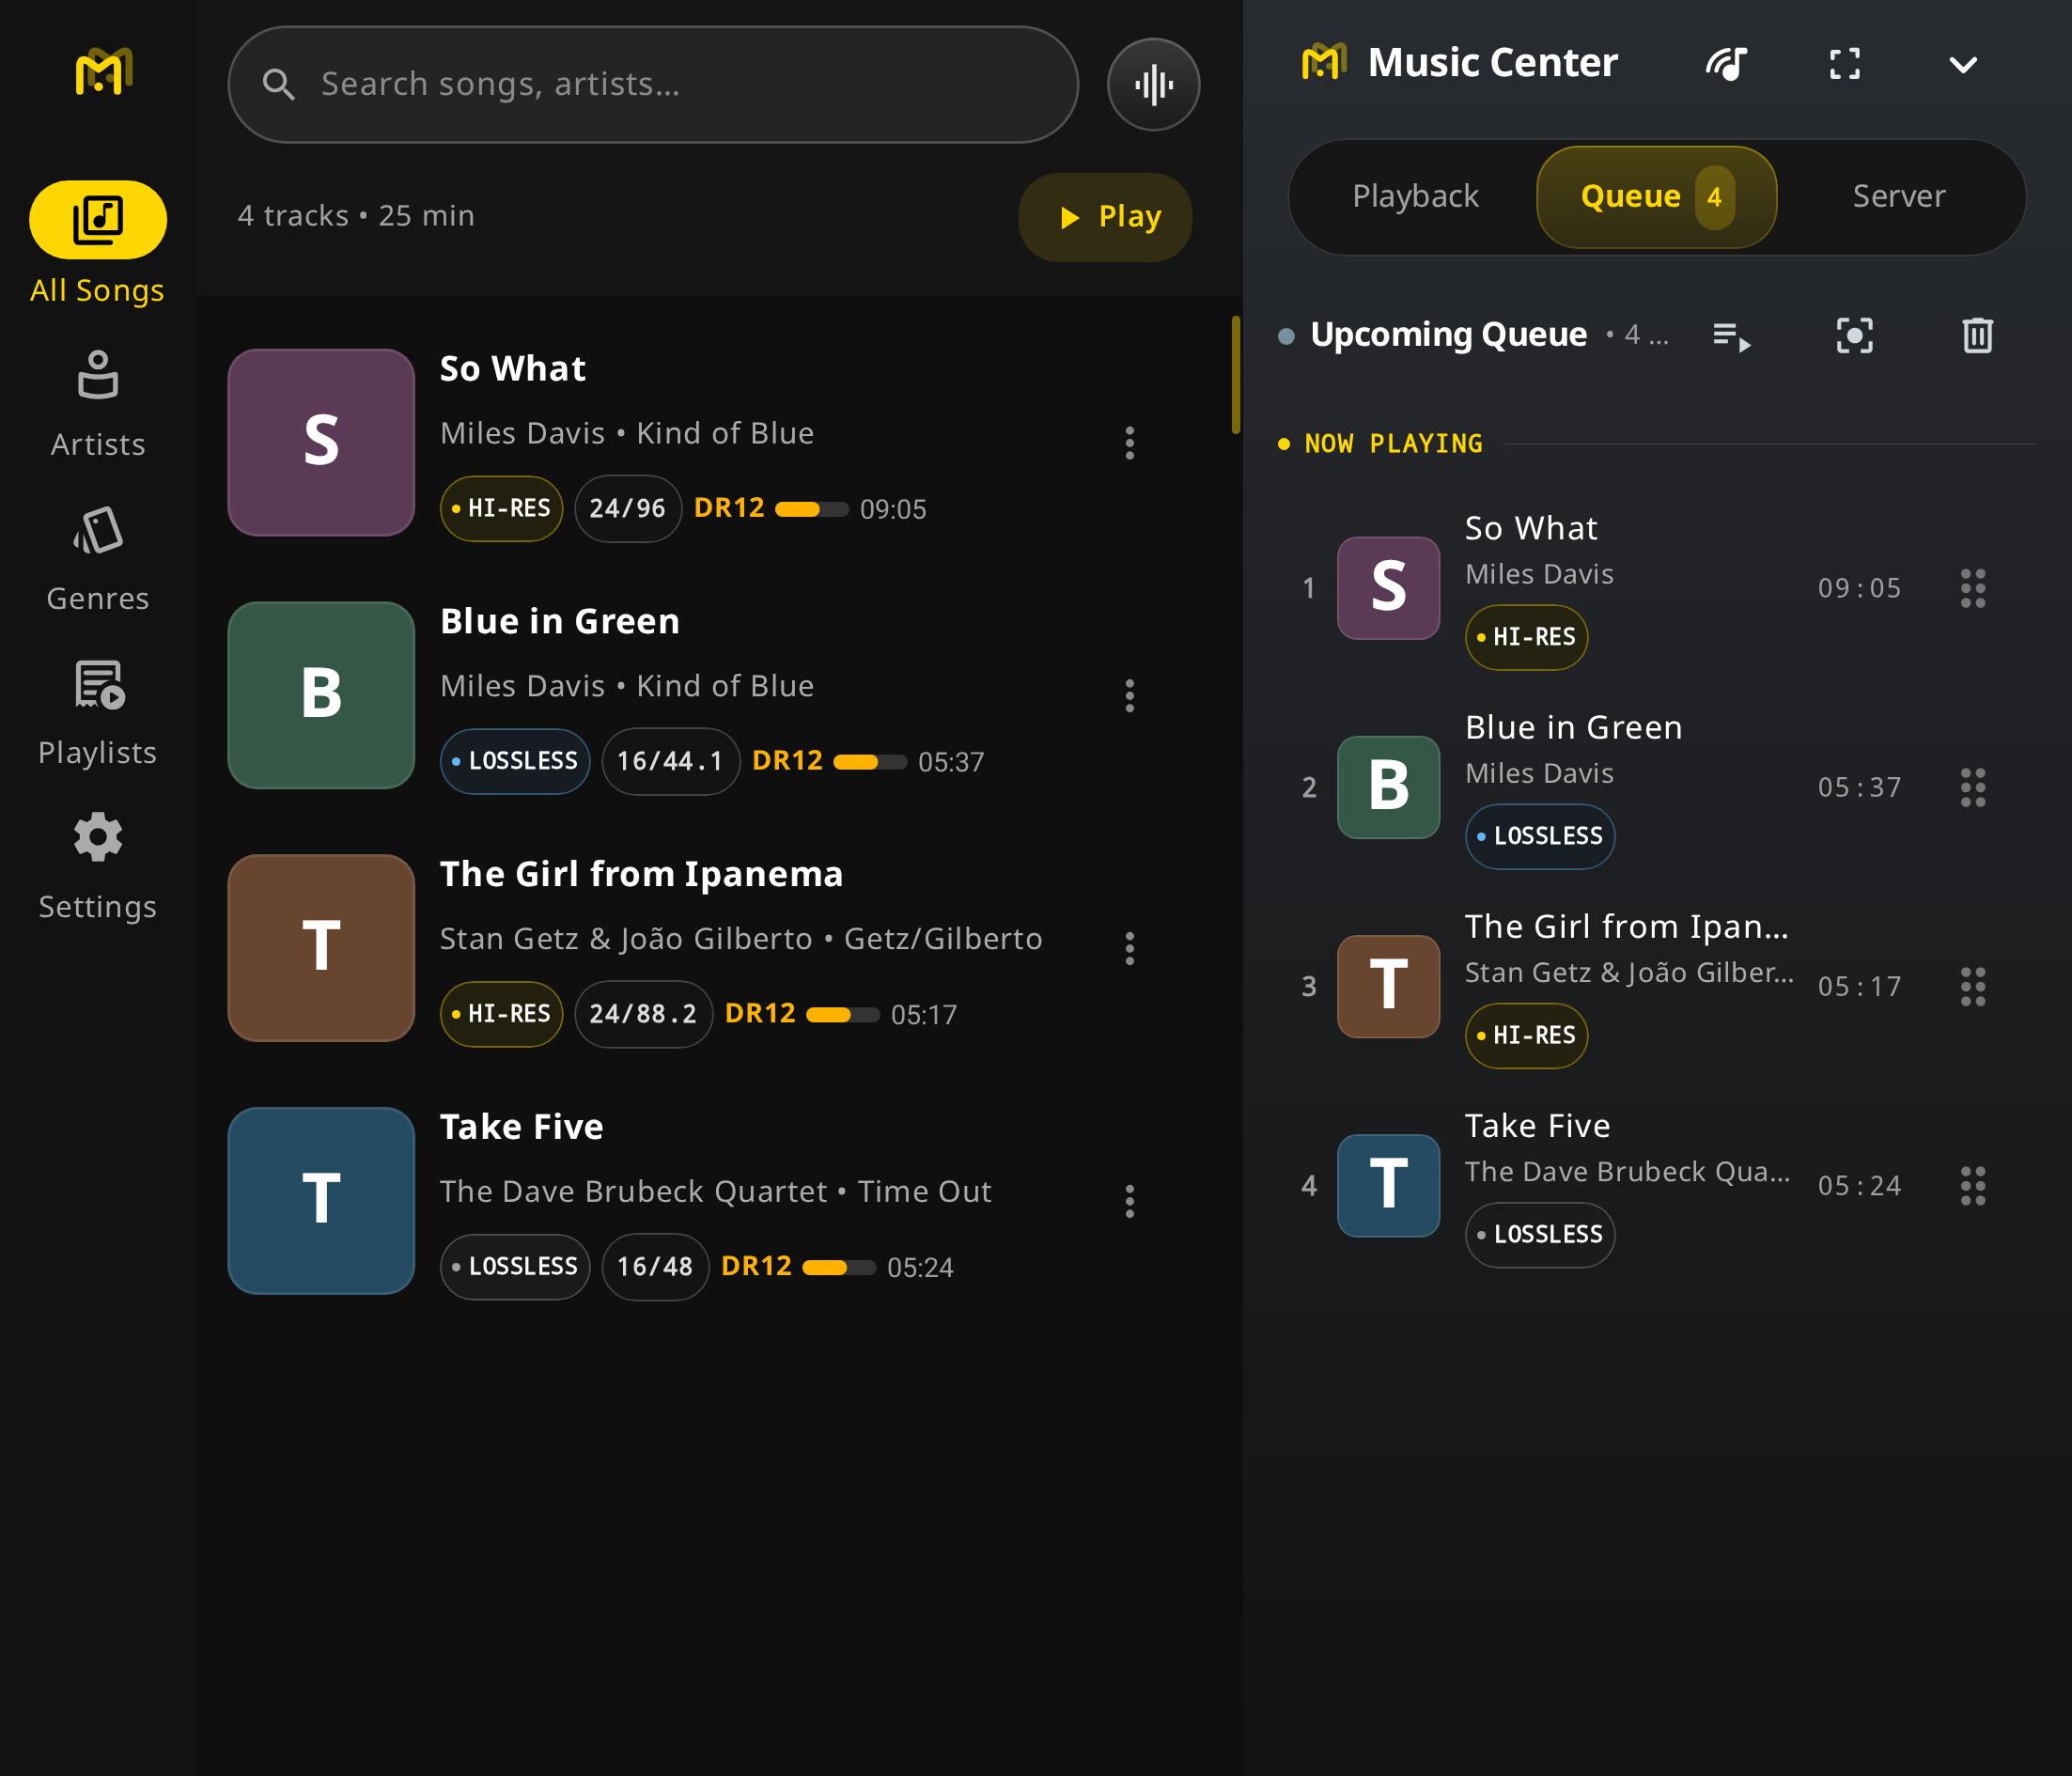 Search songs, artists...
4 tracks • 25 min
Play
All Songs
Artists
Genres
Playlists
Settings
S
So What
Miles Davis • Kind of Blue
HI-RES 24/96 DR12 09:05
B
Blue in Green
Miles Davis • Kind of Blue
LOSSLESS 16/44.1 DR12 05:37
T
The Girl from Ipanema
Stan Getz & João Gilberto • Getz/Gilberto
HI-RES 24/88.2 DR12 05:17
T
Take Five
The Dave Brubeck Quartet • Time Out
LOSSLESS 16/48 DR12 05:24
Music Center
Playback Queue 4 Server
Upcoming Queue • 4 ...
NOW PLAYING
1 S
So What
Miles Davis
HI-RES
09:05
2 B
Blue in Green
Miles Davis
LOSSLESS
05:37
3 T
The Girl from Ipan...
Stan Getz & João Gilber...
HI-RES
05:17
4 T
Take Five
The Dave Brubeck Qua...
LOSSLESS
05:24